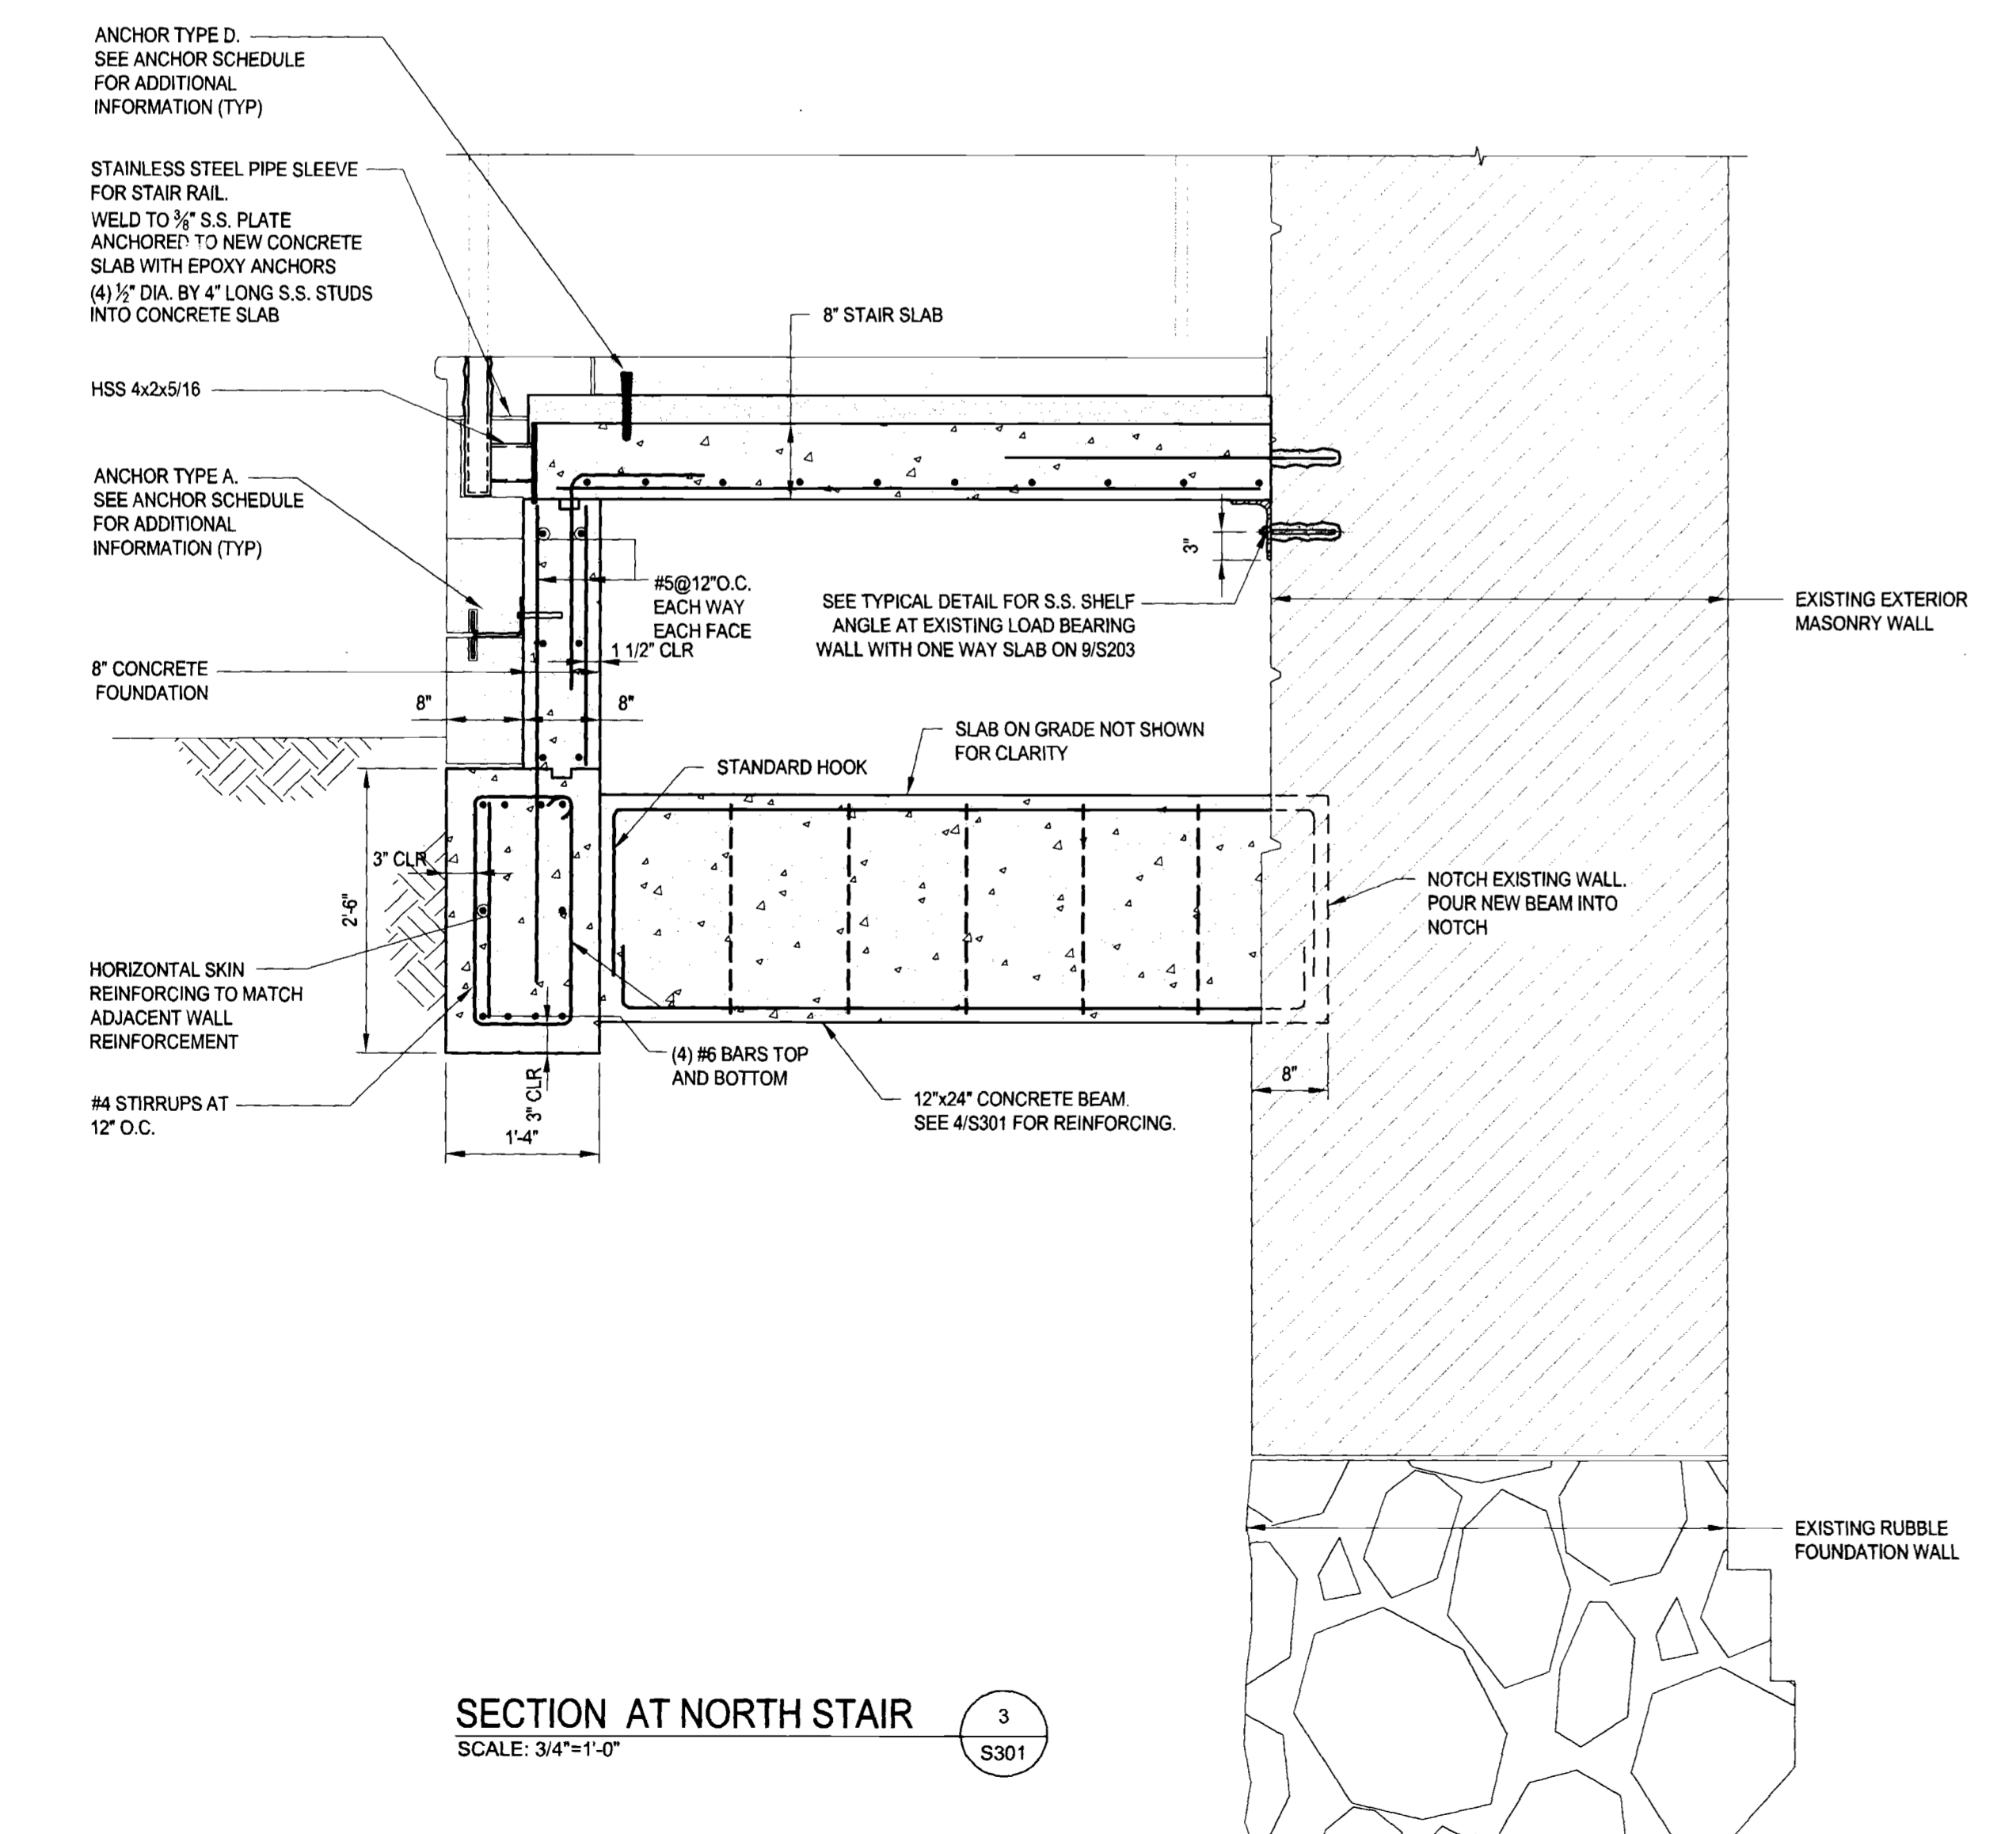 ANCHOR TYPE D.
SEE ANCHOR SCHEDULE
FOR ADDITIONAL
INFORMATION (TYP)
STAINLESS STEEL PIPE SLEEVE
FOR STAIR RAIL.
WELD TO 3/8" S.S. PLATE
ANCHORED TO NEW CONCRETE
SLAB WITH EPOXY ANCHORS
(4) 1/2" DIA. BY 4" LONG S.S. STUDS
INTO CONCRETE SLAB
8" STAIR SLAB
HSS 4x2x5/16
ANCHOR TYPE A.
SEE ANCHOR SCHEDULE
FOR ADDITIONAL
INFORMATION (TYP)
3"
#5@12"O.C.
EACH WAY
EACH FACE
1 1/2" CLR
SEE TYPICAL DETAIL FOR S.S. SHELF
ANGLE AT EXISTING LOAD BEARING
WALL WITH ONE WAY SLAB ON 9/S203
EXISTING EXTERIOR
MASONRY WALL
8" CONCRETE
FOUNDATION
8"
8"
SLAB ON GRADE NOT SHOWN
FOR CLARITY
STANDARD HOOK
3" CLR
2'-6"
NOTCH EXISTING WALL.
POUR NEW BEAM INTO
NOTCH
HORIZONTAL SKIN
REINFORCING TO MATCH
ADJACENT WALL
REINFORCEMENT
(4) #6 BARS TOP
AND BOTTOM
3" CLR
8"
#4 STIRRUPS AT
12" O.C.
12"x24" CONCRETE BEAM.
SEE 4/S301 FOR REINFORCING.
1'-4"
EXISTING RUBBLE
FOUNDATION WALL
SECTION AT NORTH STAIR
SCALE: 3/4"=1'-0"
3
S301